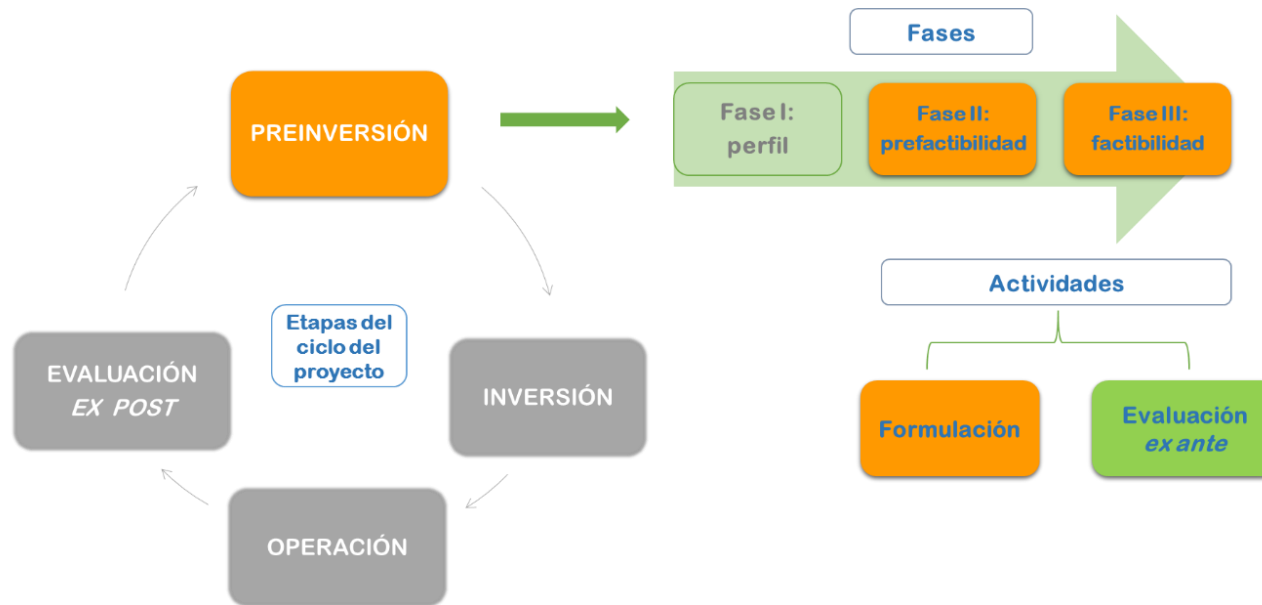 PREINVERSIÓN
INVERSIÓN
OPERACIÓN
EVALUACIÓN
EX POST
Etapas del
ciclo del
proyecto
Fases
Fase I:
perfil
Fase II:
prefactibilidad
Fase III:
factibilidad
Actividades
Formulación
Evaluación
ex ante